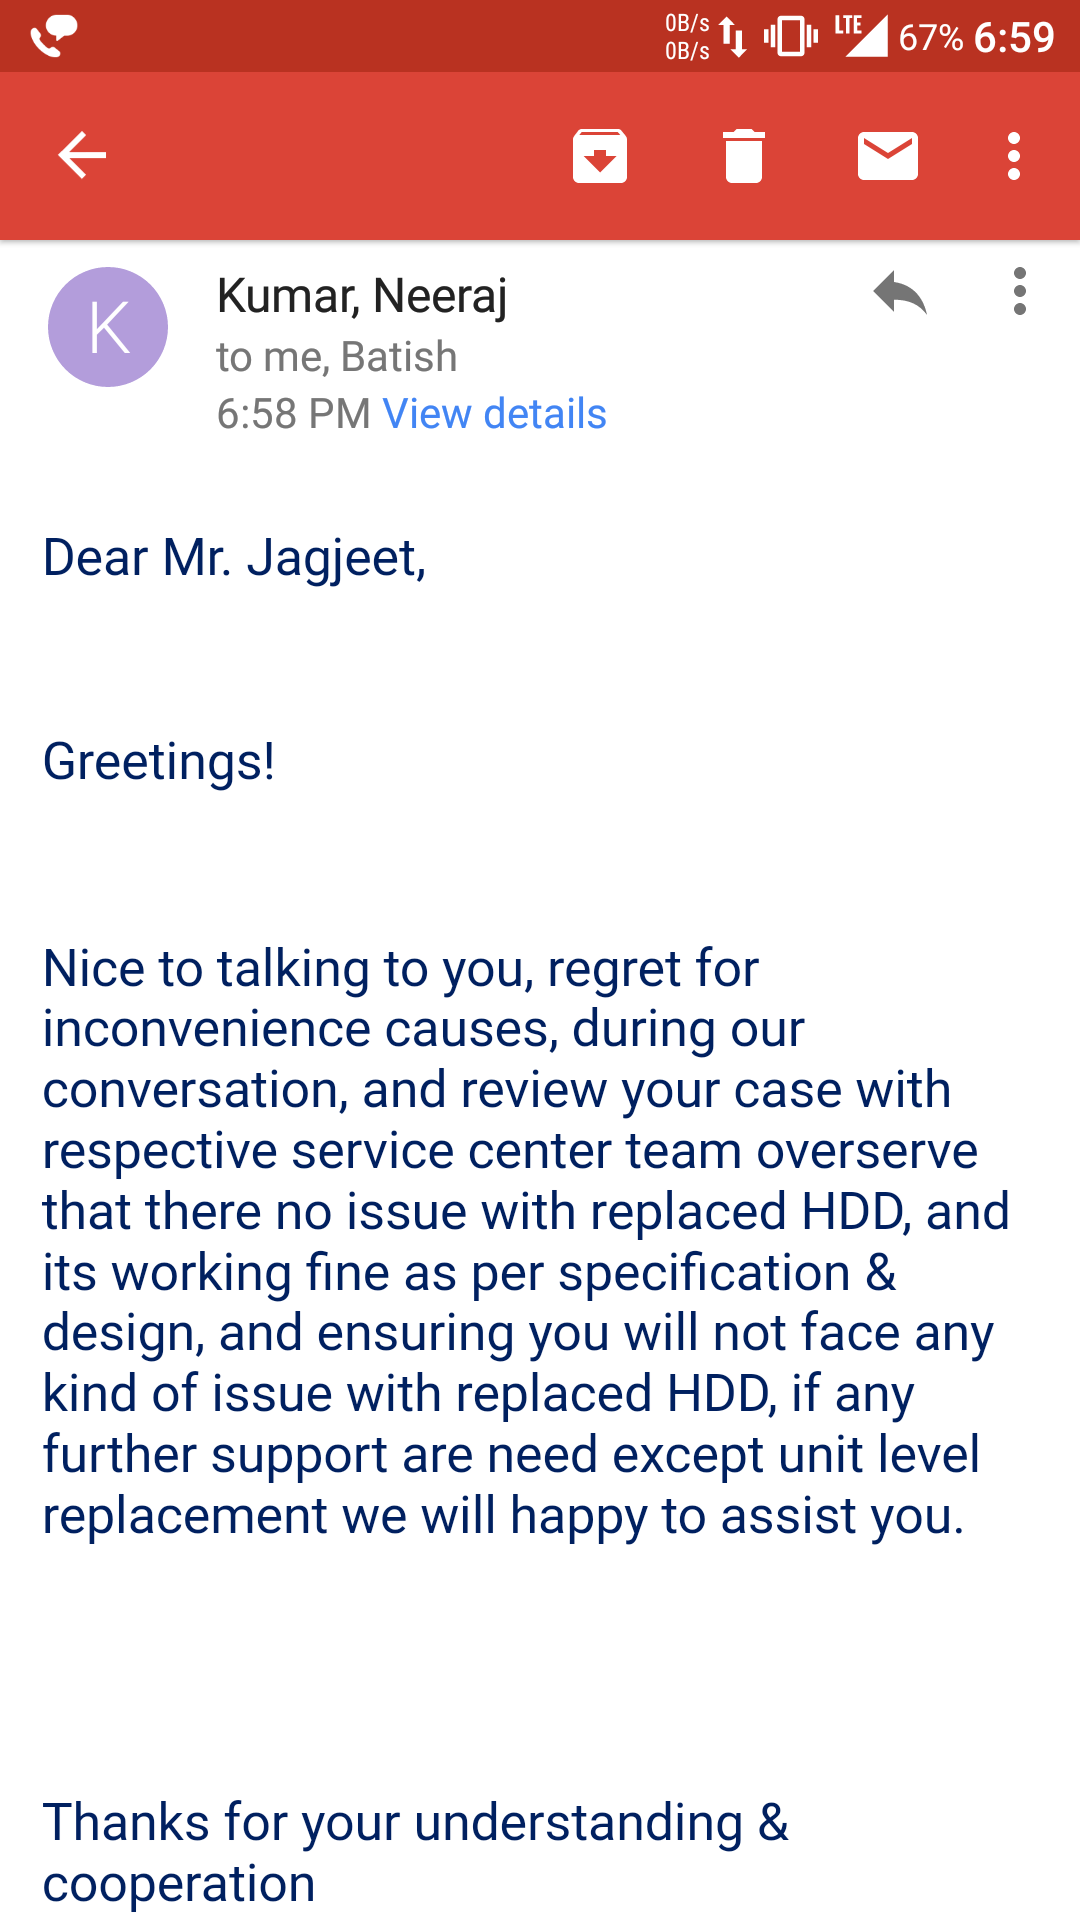 0B/s
0B/s
LTE
67% 6:59
K
Kumar, Neeraj
to me, Batish
6:58 PM View details
Dear Mr. Jagjeet,
Greetings!
Nice to talking to you, regret for
inconvenience causes, during our
conversation, and review your case with
respective service center team overserve
that there no issue with replaced HDD, and
its working fine as per specification &
design, and ensuring you will not face any
kind of issue with replaced HDD, if any
further support are need except unit level
replacement we will happy to assist you.
Thanks for your understanding &
cooperation